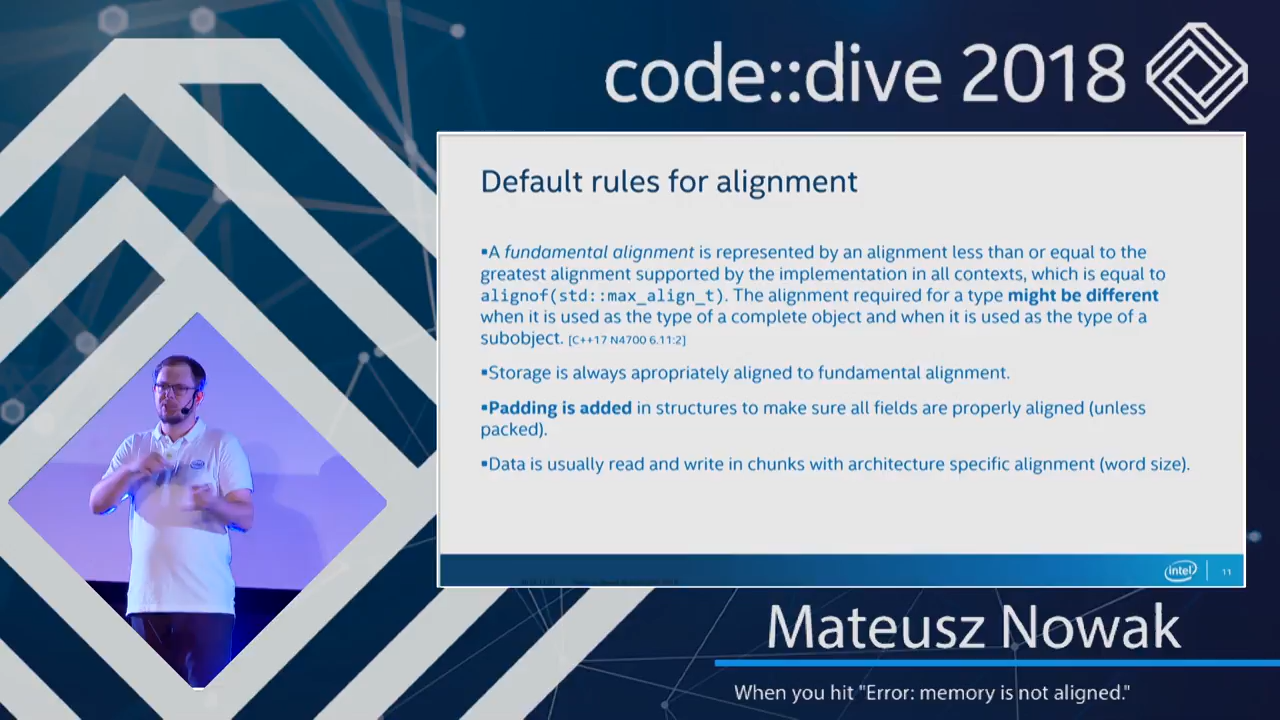 code::dive 2018
Default rules for alignment
▪A fundamental alignment is represented by an alignment less than or equal to the
greatest alignment supported by the implementation in all contexts, which is equal to
alignof(std::max_align_t). The alignment required for a type might be different
when it is used as the type of a complete object and when it is used as the type of a
subobject. [C++17 N4700 6.11:2]
▪Storage is always apropriately aligned to fundamental alignment.
▪Padding is added in structures to make sure all fields are properly aligned (unless
packed).
▪Data is usually read and write in chunks with architecture specific alignment (word size).
intel
11
Mateusz Nowak
When you hit "Error: memory is not aligned."